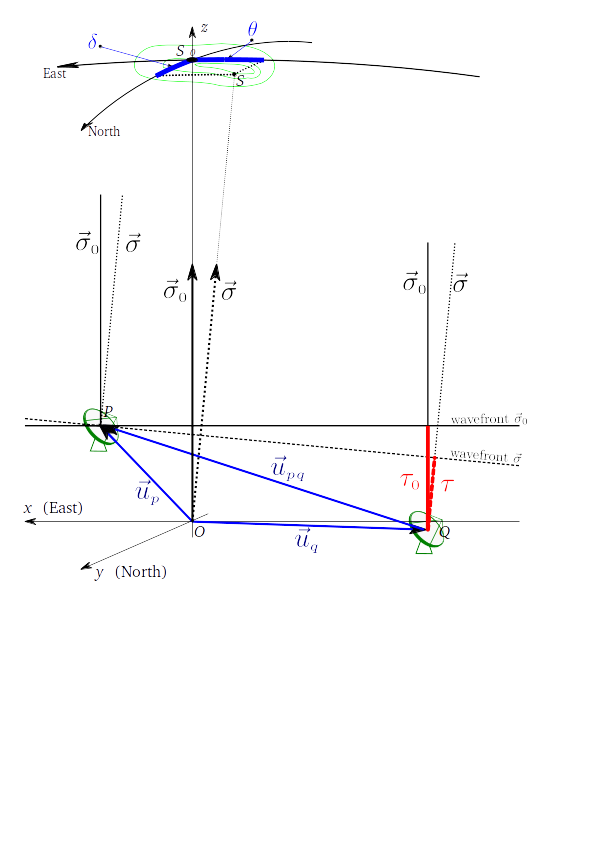 z
δ
θ
S₀
East
S
North
σ⃗₀
σ⃗
σ⃗₀
σ⃗
σ⃗₀
σ⃗
P
wavefront σ⃗₀
wavefront σ⃗
u⃗ₚq
τ₀
τ
u⃗ₚ
x (East)
O
Q
u⃗q
y (North)